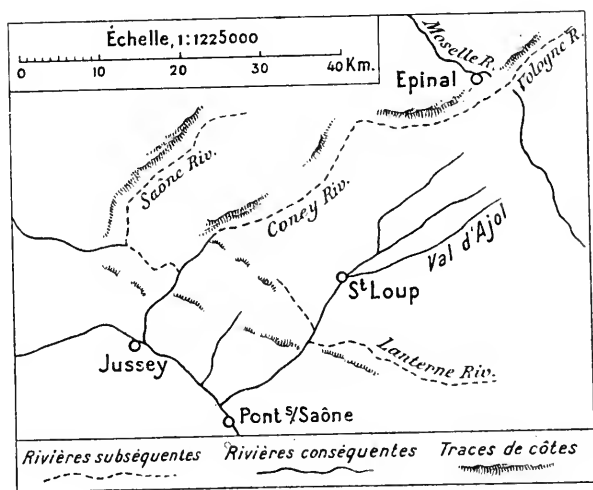 Échelle, 1:1225000
0 10 20 30 40 Km.
Moselle R.
Vologne R.
Epinal
Saône Riv.
Coney Riv.
Val d'Ajol
St Loup
Jussey
Lanterne Riv.
Pont s/Saône
Rivières subséquentes
Rivières conséquentes
Traces de côtes